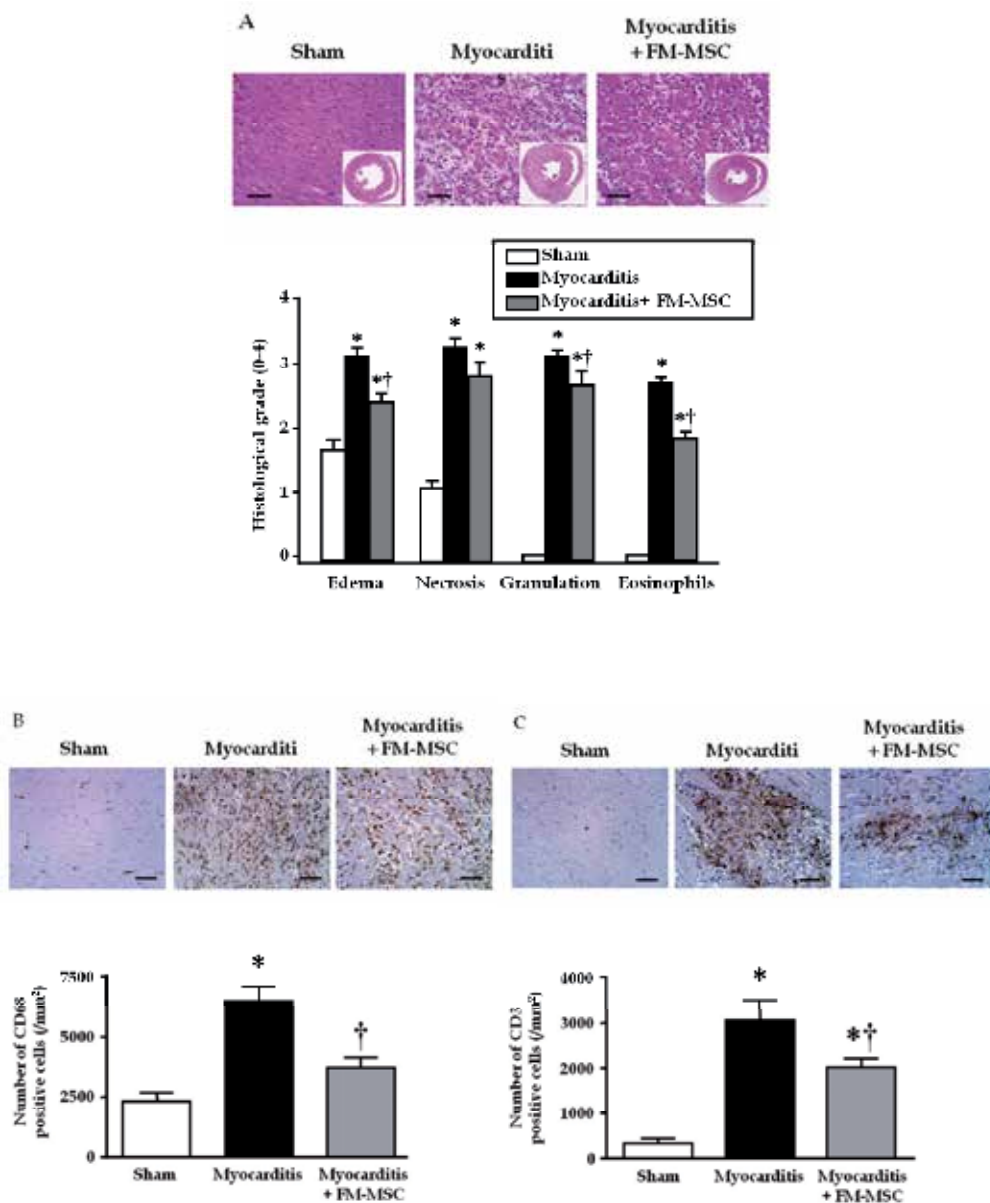 A
Sham
Myocarditi
s
Myocarditis
+FM-MSC
Sham
Myocarditis
Myocarditis+ FM-MSC
Histological grade (0-4)
4
3
2
1
0
*
*†
*
*
*
*†
*
*†
Edema
Necrosis
Granulation
Eosinophils
B
Sham
Myocarditi
Myocarditis
+FM-MSC
Number of CD68
positive cells (/mm²)
7500
5000
2500
0
*
†
Sham
Myocarditis
Myocarditis
+ FM-MSC
C
Sham
Myocarditi
Myocarditis
+FM-MSC
Number of CD3
positive cells (/mm²)
4000
3000
2000
1000
0
*
*†
Sham
Myocarditis
Myocarditis
+ FM-MSC